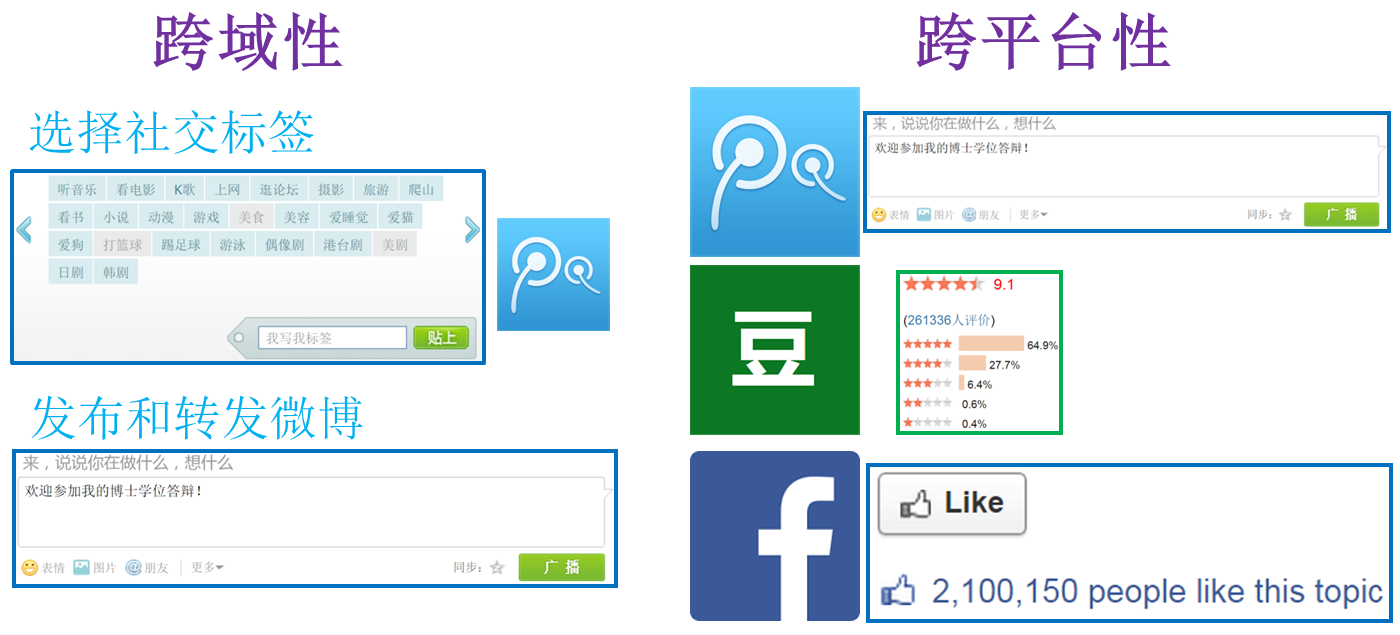 跨域性
选择社交标签
听音乐 看电影 K歌 上网 逛论坛 摄影 旅游 爬山
看书 小说 动漫 游戏 美食 美容 爱睡觉 爱猫
爱狗 打篮球 踢足球 游泳 偶像剧 港台剧 美剧
日剧 韩剧
我写我标签 贴上
发布和转发微博
来，说说你在做什么，想什么
欢迎参加我的博士学位答辩！
表情 图片 @朋友 更多
同步： 广播
跨平台性
来，说说你在做什么，想什么
欢迎参加我的博士学位答辩！
表情 图片 @朋友 更多
同步： 广播
豆
9.1
(261336人评价)
64.9%
27.7%
6.4%
0.6%
0.4%
f
Like
2,100,150 people like this topic